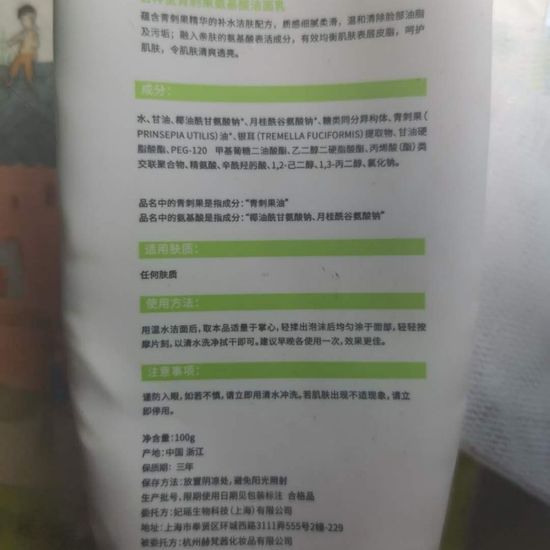 青刺果氨基酸洁面乳
蕴含青刺果精华的补水洁肤配方，质感细腻柔滑，温和清除脸部油脂
及污垢；融入亲肤的氨基酸表活成分，有效均衡肌肤表层皮脂，呵护
肌肤，令肌肤清爽透亮。
成分：
水、甘油、椰油酰甘氨酸钠*、月桂酰谷氨酸钠*、糖类同分异构体、青刺果（
PRINSEPIA UTILIS）油*、银耳（TREMELLA FUCIFORMIS）提取物、甘油硬
脂酸酯、PEG-120 甲基葡糖二油酸酯、乙二醇二硬脂酸酯、丙烯酸（酯）类
交联聚合物、精氨酸、辛酰羟肟酸、1,2-己二醇、1,3-丙二醇、氯化钠。
品名中的青刺果是指成分：“青刺果油”
品名中的氨基酸是指成分：“椰油酰甘氨酸钠、月桂酰谷氨酸钠”
适用肤质：
任何肤质
使用方法：
用温水洁面后，取本品适量于掌心，轻揉出泡沫后均匀涂于面部，轻轻按
摩片刻，以清水洗净拭干即可。建议早晚各使用一次，效果更佳。
注意事项：
谨防入眼，如若不慎，请立即用清水冲洗。若肌肤出现不适现象，请立
即停用。
净含量：100g
产地：中国 浙江
保质期：三年
保存方法：放置阴凉处，避免阳光照射
生产批号，限期使用日期见包装标注 合格品
委托方：妃瑶生物科技（上海）有限公司
地址：上海市奉贤区环城西路3111弄555号2幢-229
被委托方：杭州赫梵茜化妆品有限公司